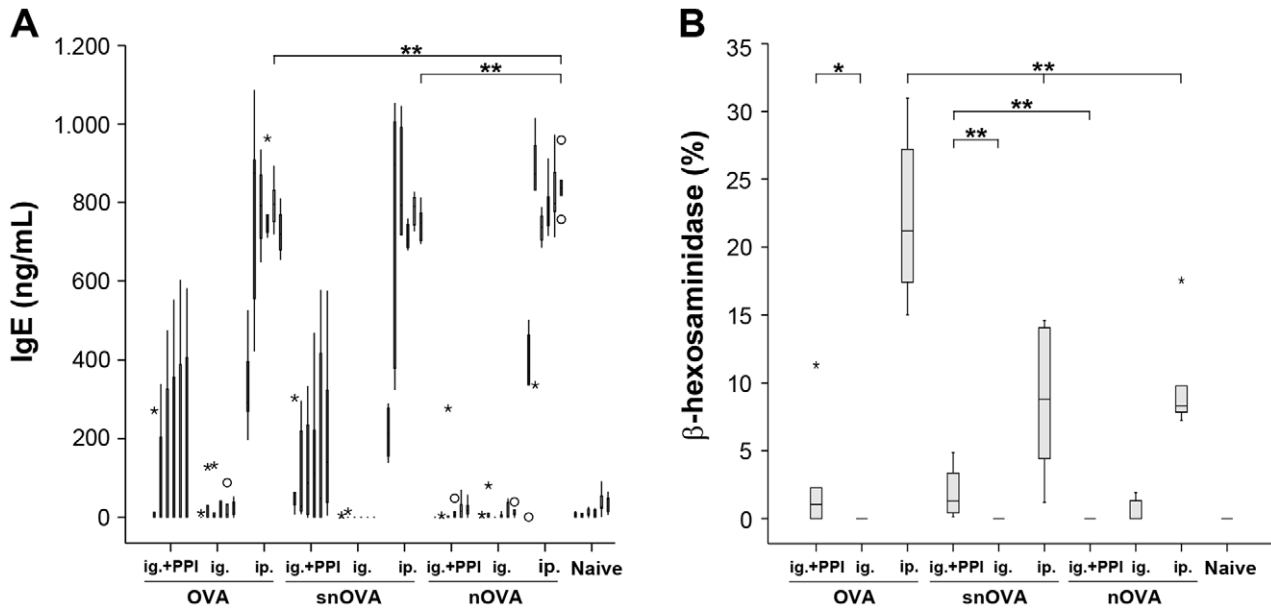 A
IgE (ng/mL)
1.200
1.000
800
600
400
200
0
** 
**
* * * * * * * * * * * *
ig.+PPI ig. ip. ig.+PPI ig. ip. ig.+PPI ig. ip. Naive
OVA snOVA nOVA
B
β-hexosaminidase (%)
35
30
25
20
15
10
5
0
* **
**
**
* *
ig.+PPI ig. ip. ig.+PPI ig. ip. ig.+PPI ig. ip. Naive
OVA snOVA nOVA